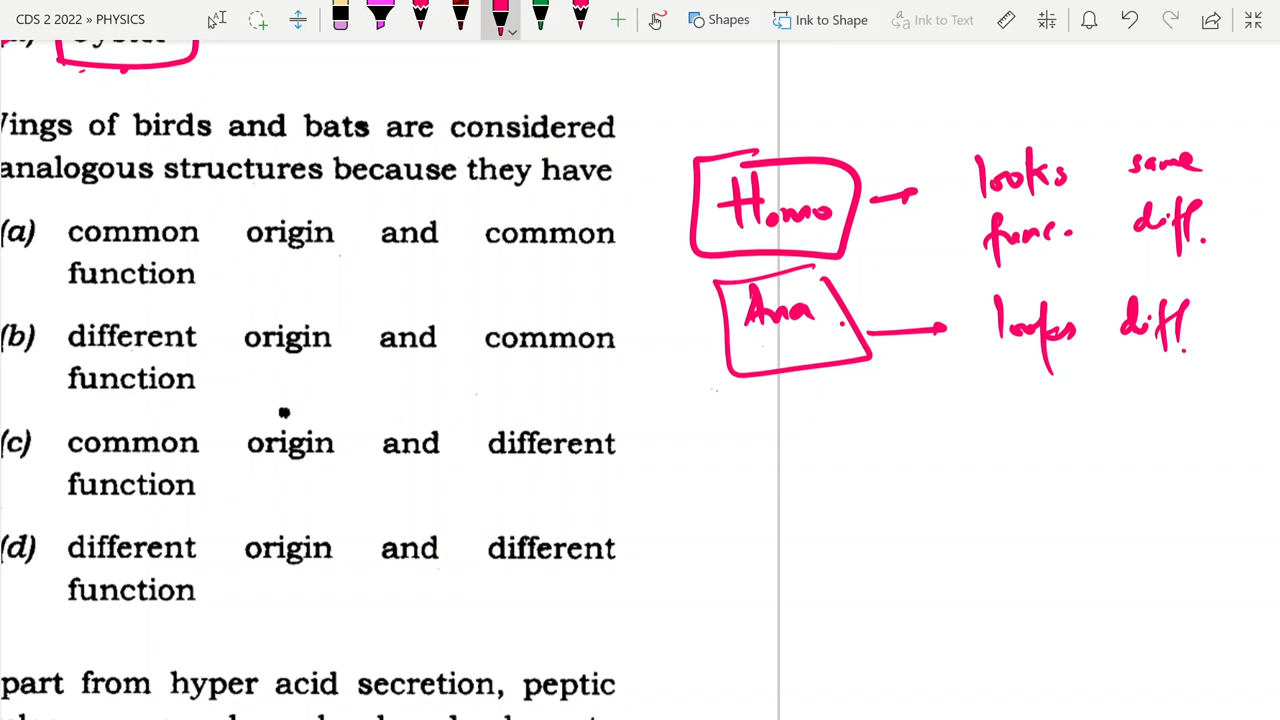 CDS 2 2022 » PHYSICS
Shapes
Ink to Shape
Ink to Text
ings of birds and bats are considered
analogous structures because they have
(a) common origin and common
function
(b) different origin and common
function
(c) common origin and different
function
(d) different origin and different
function
part from hyper acid secretion, peptic
Homo → looks same
func. diff.
Ana. → looks diff.